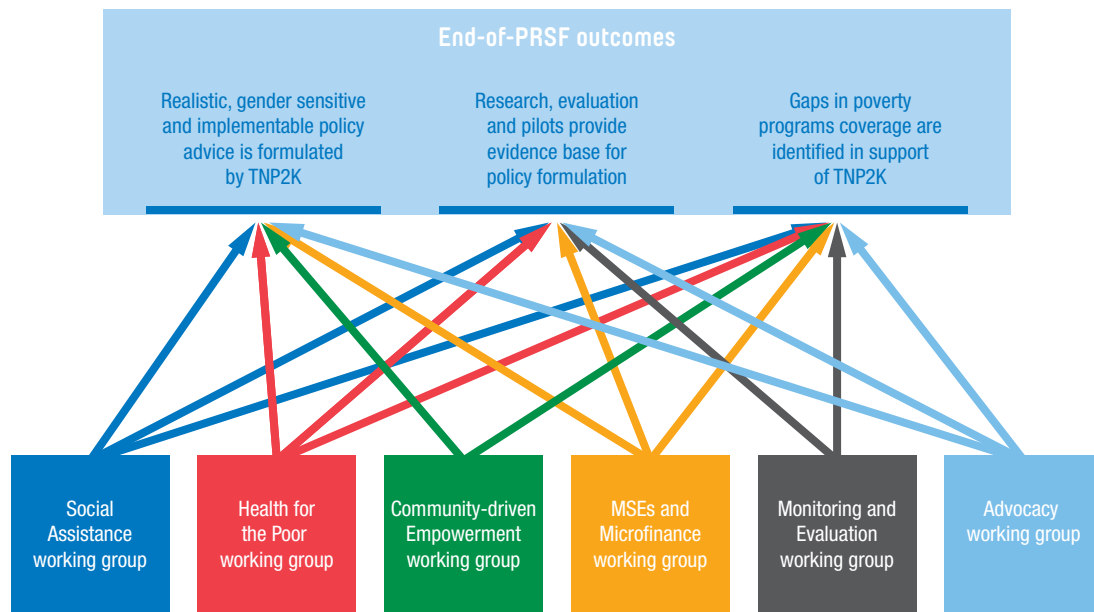 End-of-PRSF outcomes
Realistic, gender sensitive
and implementable policy
advice is formulated
by TNP2K
Research, evaluation
and pilots provide
evidence base for
policy formulation
Gaps in poverty
programs coverage are
identified in support
of TNP2K
Social
Assistance
working group
Health for
the Poor
working group
Community-driven
Empowerment
working group
MSEs and
Microfinance
working group
Monitoring and
Evaluation
working group
Advocacy
working group